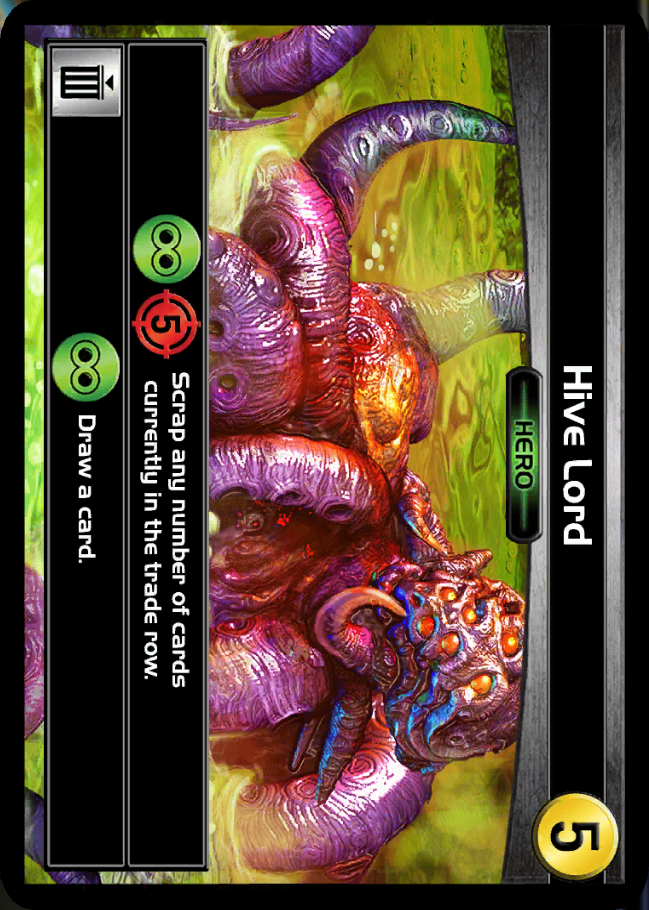 Hive Lord
5
HERO
5
Scrap any number of cards
currently in the trade row.
Draw a card.